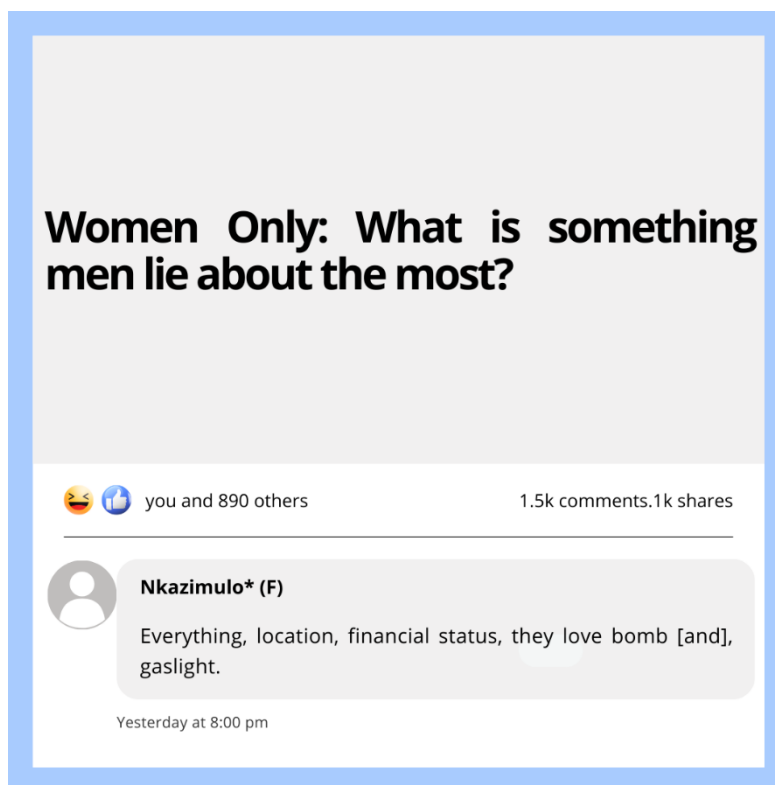 Women Only: What is something
men lie about the most?
you and 890 others
1.5k comments.1k shares
Nkazimulo* (F)
Everything, location, financial status, they love bomb [and],
gaslight.
Yesterday at 8:00 pm